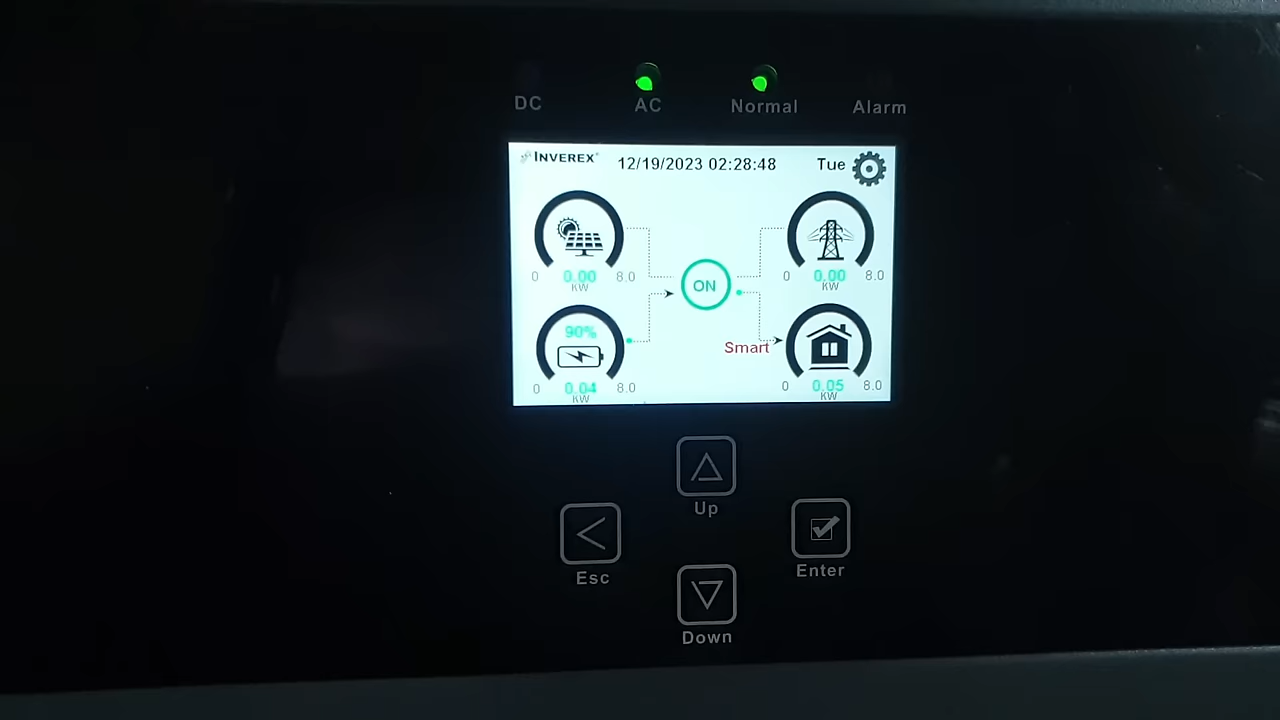 DC AC Normal Alarm
INVEREX 12/19/2023 02:28:48 Tue
0 0.00 8.0
KW
0 0.00 8.0
KW
ON
90%
Smart
0 0.04 8.0
KW
0 0.05 8.0
KW
Up
Esc
Enter
Down